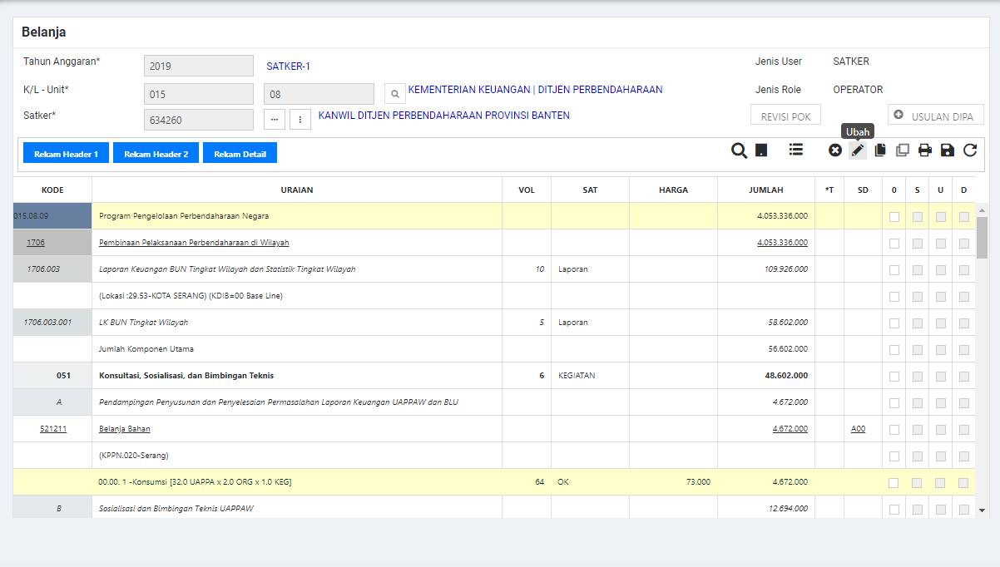 Belanja
Tahun Anggaran* 2019 SATKER-1 Jenis User SATKER
K/L - Unit* 015 08 KEMENTERIAN KEUANGAN | DITJEN PERBENDAHARAAN Jenis Role OPERATOR
Satker* 634260 ... KANWIL DITJEN PERBENDAHARAAN PROVINSI BANTEN REVISI POK USULAN DIPA
Ubah
Rekam Header 1 Rekam Header 2 Rekam Detail
KODE URAIAN VOL SAT HARGA JUMLAH *T SD 0 S U D
015.08.09 Program Pengelolaan Perbendaharaan Negara 4.053.336.000
1706 Pembinaan Pelaksanaan Perbendaharaan di Wilayah 4.053.336.000
1706.003 Laporan Keuangan BUN Tingkat Wilayah dan Statistik Tingkat Wilayah 10 Laporan 109.926.000
(Lokasi :29.53-KOTA SERANG) (KDIB=00 Base Line)
1706.003.001 LK BUN Tingkat Wilayah 5 Laporan 58.602.000
Jumlah Komponen Utama 56.602.000
051 Konsultasi, Sosialisasi, dan Bimbingan Teknis 6 KEGIATAN 48.602.000
A Pendampingan Penyusunan dan Penyelesaian Permasalahan Laporan Keuangan UAPPAW dan BLU 4.672.000
521211 Belanja Bahan 4.672.000 A00
(KPPN.020-Serang)
00.00. 1 -Konsumsi [32.0 UAPPA x 2.0 ORG x 1.0 KEG] 64 OK 73.000 4.672.000
B Sosialisasi dan Bimbingan Teknis UAPPAW 12.694.000